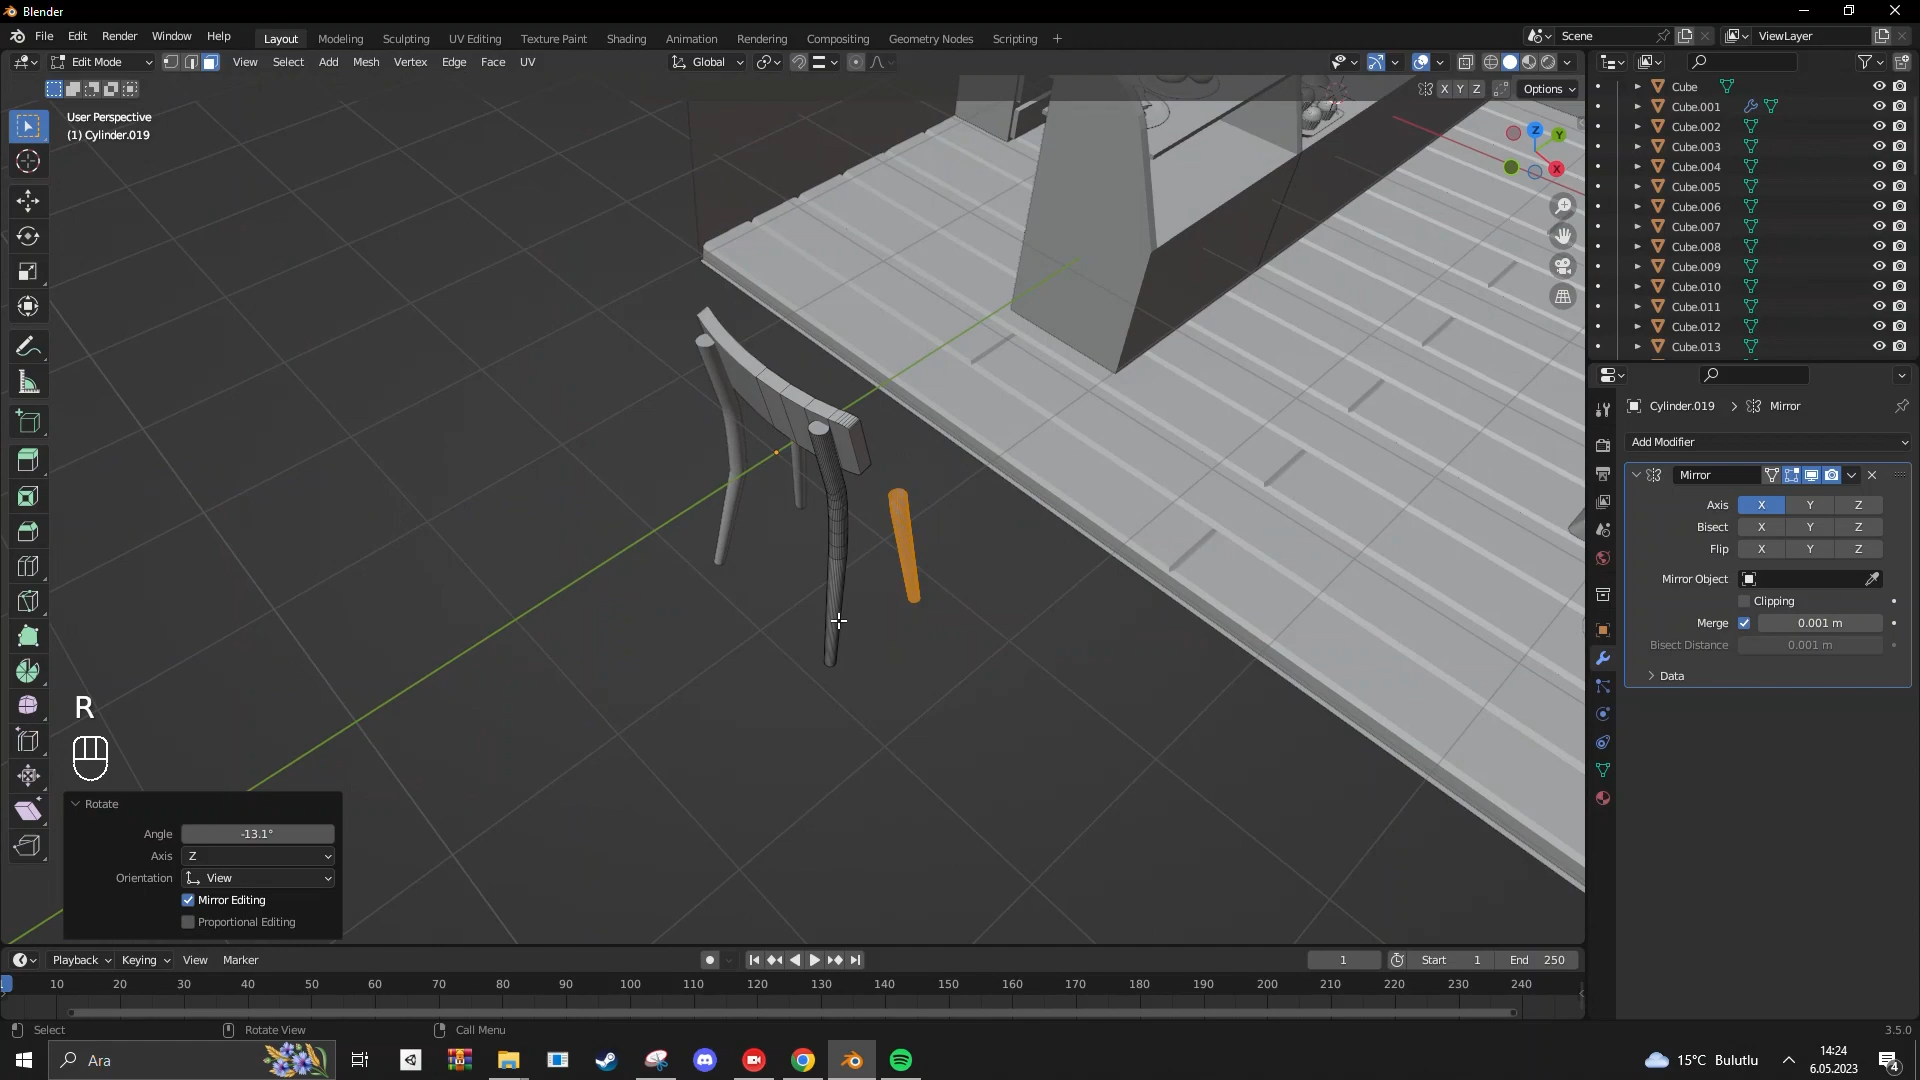 Blender
File Edit Render Window Help
Layout Modeling Sculpting UV Editing Texture Paint Shading Animation Rendering Compositing Geometry Nodes Scripting +
Scene
ViewLayer
Edit Mode View Select Add Mesh Vertex Edge Face UV
Global
X Y Z Options
User Perspective
(1) Cylinder.019
Z
Y
X
Cube
Cube.001
Cube.002
Cube.003
Cube.004
Cube.005
Cube.006
Cube.007
Cube.008
Cube.009
Cube.010
Cube.011
Cube.012
Cube.013
Cylinder.019 > Mirror
Add Modifier
Mirror
Axis X Y Z
Bisect X Y Z
Flip X Y Z
Mirror Object
Clipping
Merge 0.001 m
Bisect Distance 0.001 m
Data
R
Rotate
Angle -13.1°
Axis Z
Orientation View
Mirror Editing
Proportional Editing
Playback Keying View Marker
1 Start 1 End 250
1 10 20 30 40 50 60 70 80 90 100 110 120 130 140 150 160 170 180 190 200 210 220 230 240
Select Rotate View Call Menu
3.5.0
Ara
15°C Bulutlu
14:24
6.05.2023
4